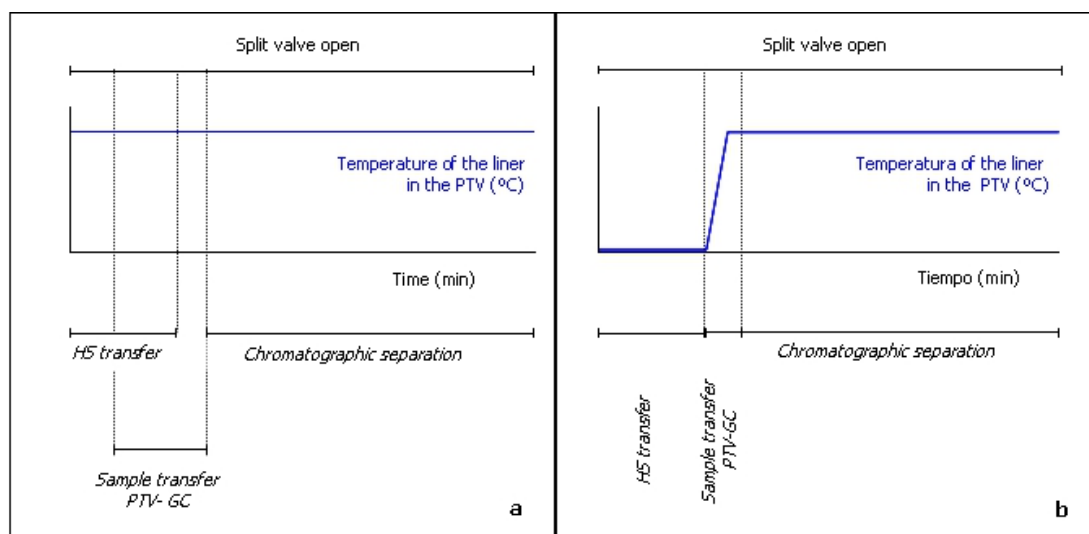 Split valve open
Temperature of the liner
in the PTV (ºC)
Time (min)
HS transfer
Chromatographic separation
Sample transfer
PTV- GC
a
Split valve open
Temperatura of the liner
in the PTV (ºC)
Tiempo (min)
Chromatographic separation
HS transfer
Sample transfer
PTV-GC
b